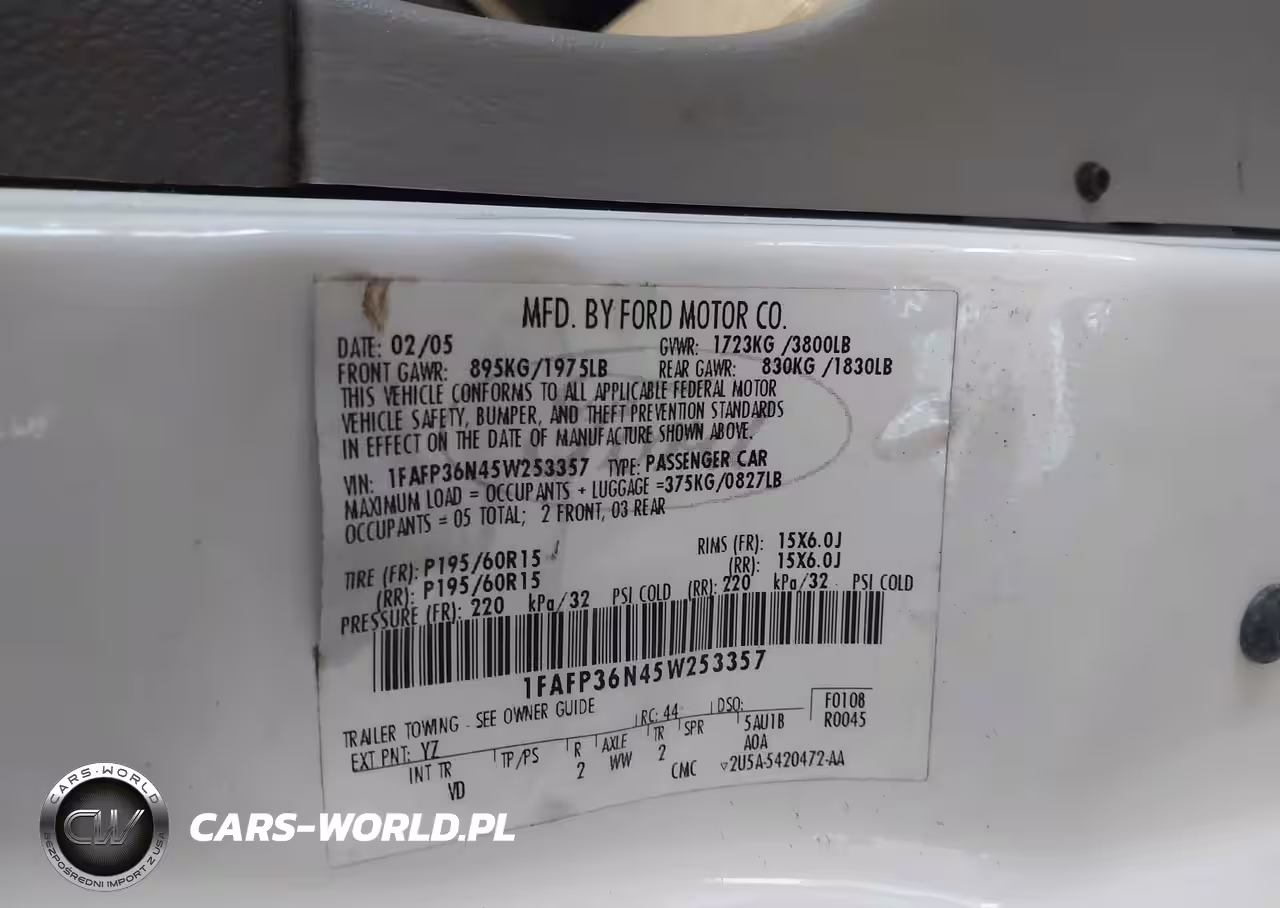 MFD. BY FORD MOTOR CO.
DATE: 02/05 GVWR: 1723KG /3800LB
FRONT GAWR: 895KG/1975LB REAR GAWR: 830KG /1830LB
THIS VEHICLE CONFORMS TO ALL APPLICABLE FEDERAL MOTOR
VEHICLE SAFETY, BUMPER, AND THEFT PREVENTION STANDARDS
IN EFFECT ON THE DATE OF MANUFACTURE SHOWN ABOVE.
VIN: 1FAFP36N45W253357 TYPE: PASSENGER CAR
MAXIMUM LOAD = OCCUPANTS + LUGGAGE =375KG/0827LB
OCCUPANTS = 05 TOTAL; 2 FRONT, 03 REAR
TIRE (FR): P195/60R15 RIMS (FR): 15X6.0J
(RR): P195/60R15 (RR): 15X6.0J
PRESSURE (FR): 220 kPa/32 PSI COLD (RR): 220 kPa/32 PSI COLD
1FAFP36N45W253357
TRAILER TOWING - SEE OWNER GUIDE
EXT PNT: YZ RC: 44 DSO: F0108
R0045
INT TR TP/PS R AXLE TR SPR 5AU1B
VD 2 WW 2 A0A
CMC ▽2U5A-5420472-AA
CARS-WORLD
CW
BEZPOŚREDNI IMPORT Z USA
CARS-WORLD.PL